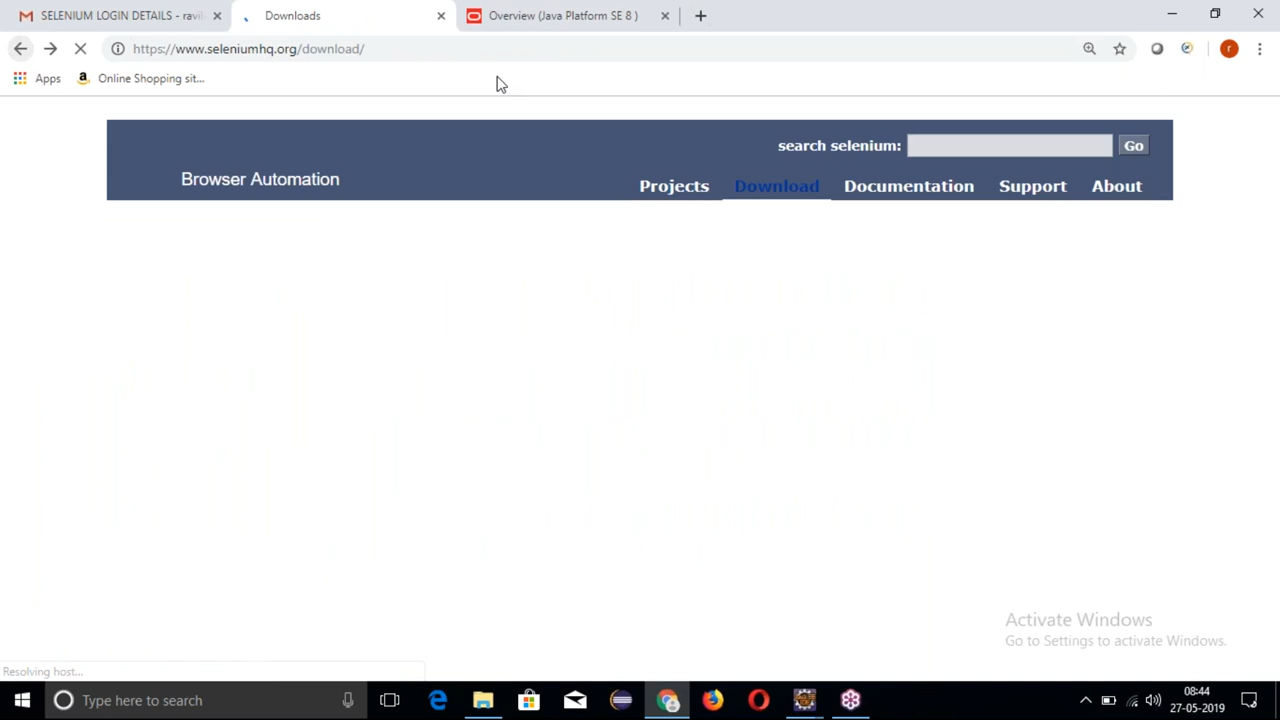 SELENIUM LOGIN DETAILS - ravil
Downloads
Overview (Java Platform SE 8 )
https://www.seleniumhq.org/download/
r
Apps
Online Shopping sit...
search selenium:
Go
Browser Automation
Projects
Download
Documentation
Support
About
Activate Windows
Go to Settings to activate Windows.
Resolving host...
Type here to search
08:44
27-05-2019